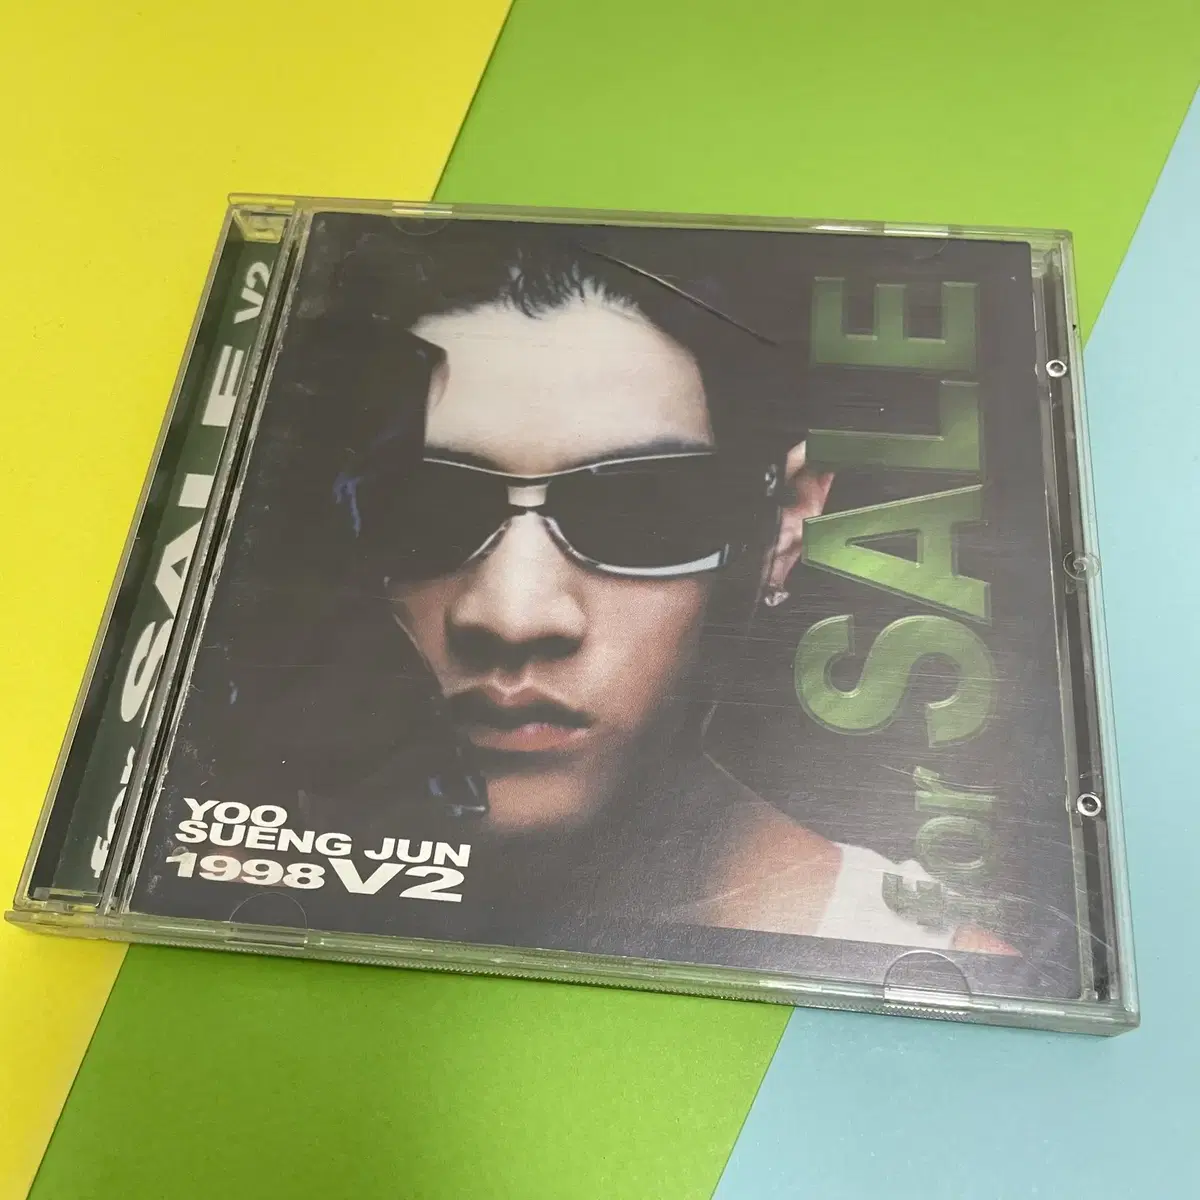 for SALE V2
YOO
SUENG JUN
1998 V2
for SALE